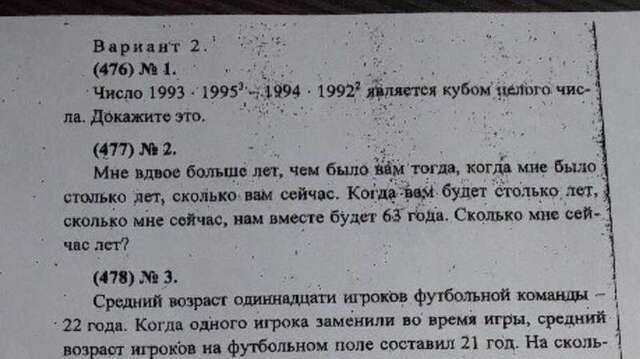 Вариант 2.
(476) № 1.
Число 1993 · 1995³ – 1994 · 1992² является кубом целого чис-
ла. Докажите это.
(477) № 2.
Мне вдвое больше лет, чем было вам тогда, когда мне было
столько лет, сколько вам сейчас. Когда вам будет столько лет,
сколько мне сейчас, нам вместе будет 63 года. Сколько мне сей-
час лет?
(478) № 3.
Средний возраст одиннадцати игроков футбольной команды –
22 года. Когда одного игрока заменили во время игры, средний
возраст игроков на футбольном поле составил 21 год. На сколь-